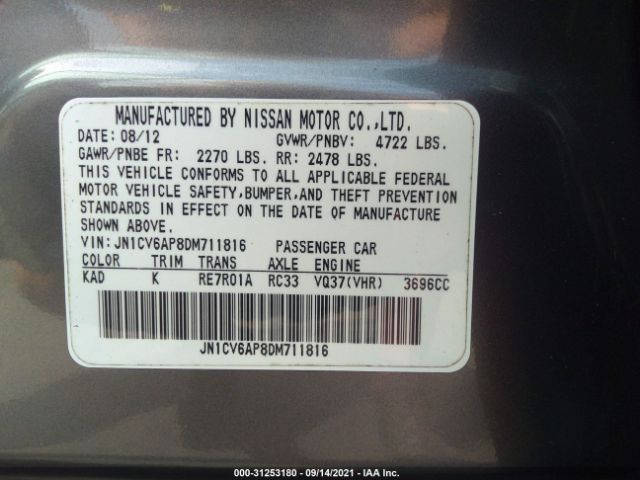 MANUFACTURED BY NISSAN MOTOR CO.,LTD.
DATE: 08/12 GVWR/PNBV: 4722 LBS.
GAWR/PNBE FR: 2270 LBS. RR: 2478 LBS.
THIS VEHICLE CONFORMS TO ALL APPLICABLE FEDERAL
MOTOR VEHICLE SAFETY,BUMPER,AND THEFT PREVENTION
STANDARDS IN EFFECT ON THE DATE OF MANUFACTURE
SHOWN ABOVE.
VIN: JN1CV6AP8DM711816 PASSENGER CAR
COLOR TRIM TRANS AXLE ENGINE
KAD K RE7R01A RC33 VQ37(VHR) 3696CC
JN1CV6AP8DM711816
000-31253180 - 09/14/2021 - IAA Inc.